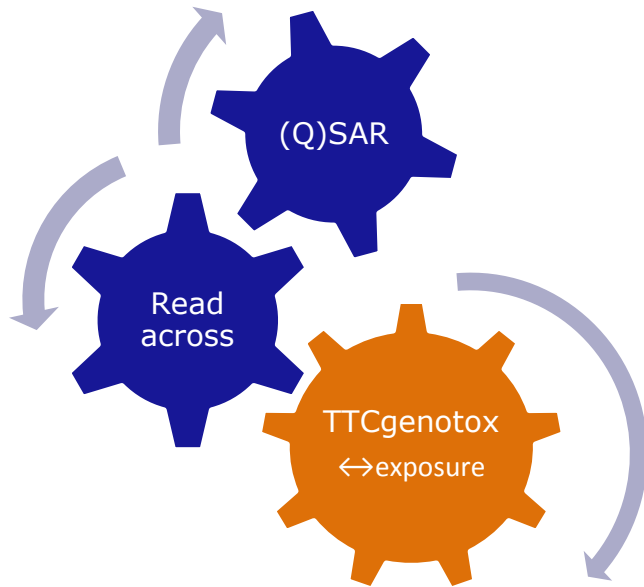 (Q)SAR
Read
across
TTCgenotox
↔exposure